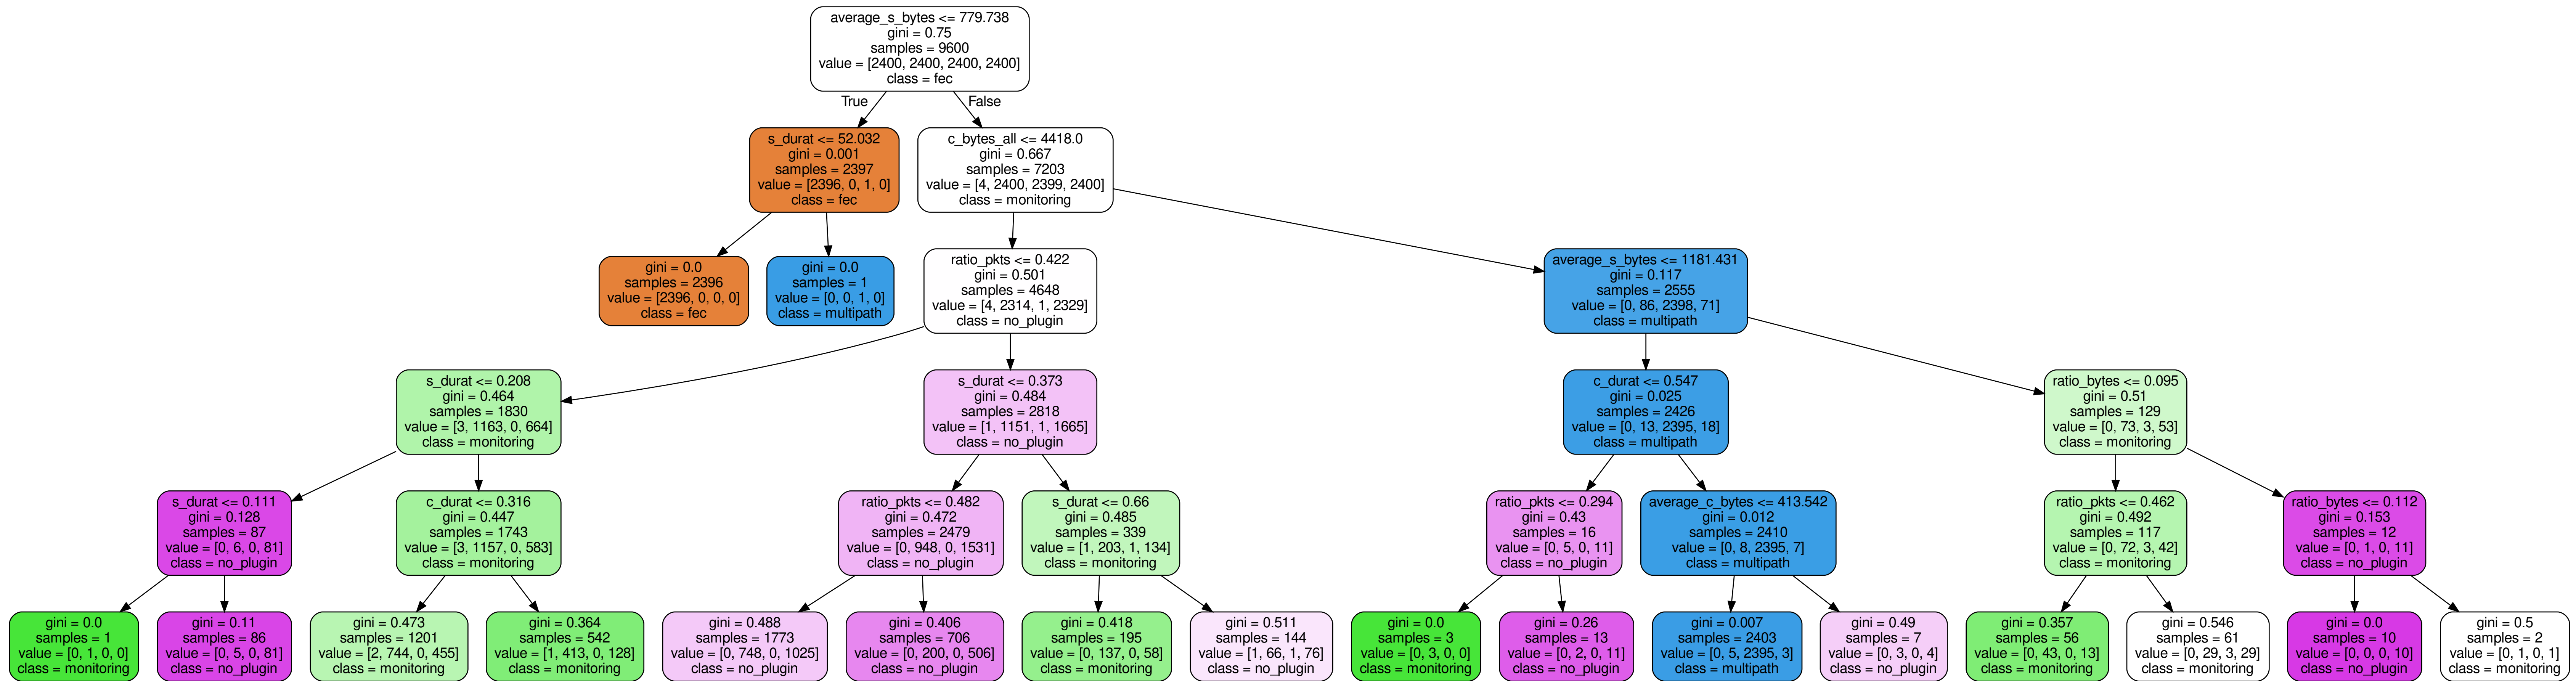 average_s_bytes <= 779.738
gini = 0.75
samples = 9600
value = [2400, 2400, 2400, 2400]
class = fec
True
False
s_durat <= 52.032
gini = 0.001
samples = 2397
value = [2396, 0, 1, 0]
class = fec
c_bytes_all <= 4418.0
gini = 0.667
samples = 7203
value = [4, 2400, 2399, 2400]
class = monitoring
gini = 0.0
samples = 2396
value = [2396, 0, 0, 0]
class = fec
gini = 0.0
samples = 1
value = [0, 0, 1, 0]
class = multipath
ratio_pkts <= 0.422
gini = 0.501
samples = 4648
value = [4, 2314, 1, 2329]
class = no_plugin
average_s_bytes <= 1181.431
gini = 0.117
samples = 2555
value = [0, 86, 2398, 71]
class = multipath
s_durat <= 0.208
gini = 0.464
samples = 1830
value = [3, 1163, 0, 664]
class = monitoring
s_durat <= 0.373
gini = 0.484
samples = 2818
value = [1, 1151, 1, 1665]
class = no_plugin
c_durat <= 0.547
gini = 0.025
samples = 2426
value = [0, 13, 2395, 18]
class = multipath
ratio_bytes <= 0.095
gini = 0.51
samples = 129
value = [0, 73, 3, 53]
class = monitoring
s_durat <= 0.111
gini = 0.128
samples = 87
value = [0, 6, 0, 81]
class = no_plugin
c_durat <= 0.316
gini = 0.447
samples = 1743
value = [3, 1157, 0, 583]
class = monitoring
ratio_pkts <= 0.482
gini = 0.472
samples = 2479
value = [0, 948, 0, 1531]
class = no_plugin
s_durat <= 0.66
gini = 0.485
samples = 339
value = [1, 203, 1, 134]
class = monitoring
ratio_pkts <= 0.294
gini = 0.43
samples = 16
value = [0, 5, 0, 11]
class = no_plugin
average_c_bytes <= 413.542
gini = 0.012
samples = 2410
value = [0, 8, 2395, 7]
class = multipath
ratio_pkts <= 0.462
gini = 0.492
samples = 117
value = [0, 72, 3, 42]
class = monitoring
ratio_bytes <= 0.112
gini = 0.153
samples = 12
value = [0, 1, 0, 11]
class = no_plugin
gini = 0.0
samples = 1
value = [0, 1, 0, 0]
class = monitoring
gini = 0.11
samples = 86
value = [0, 5, 0, 81]
class = no_plugin
gini = 0.473
samples = 1201
value = [2, 744, 0, 455]
class = monitoring
gini = 0.364
samples = 542
value = [1, 413, 0, 128]
class = monitoring
gini = 0.488
samples = 1773
value = [0, 748, 0, 1025]
class = no_plugin
gini = 0.406
samples = 706
value = [0, 200, 0, 506]
class = no_plugin
gini = 0.418
samples = 195
value = [0, 137, 0, 58]
class = monitoring
gini = 0.511
samples = 144
value = [1, 66, 1, 76]
class = no_plugin
gini = 0.0
samples = 3
value = [0, 3, 0, 0]
class = monitoring
gini = 0.26
samples = 13
value = [0, 2, 0, 11]
class = no_plugin
gini = 0.007
samples = 2403
value = [0, 5, 2395, 3]
class = multipath
gini = 0.49
samples = 7
value = [0, 3, 0, 4]
class = no_plugin
gini = 0.357
samples = 56
value = [0, 43, 0, 13]
class = monitoring
gini = 0.546
samples = 61
value = [0, 29, 3, 29]
class = monitoring
gini = 0.0
samples = 10
value = [0, 0, 0, 10]
class = no_plugin
gini = 0.5
samples = 2
value = [0, 1, 0, 1]
class = monitoring